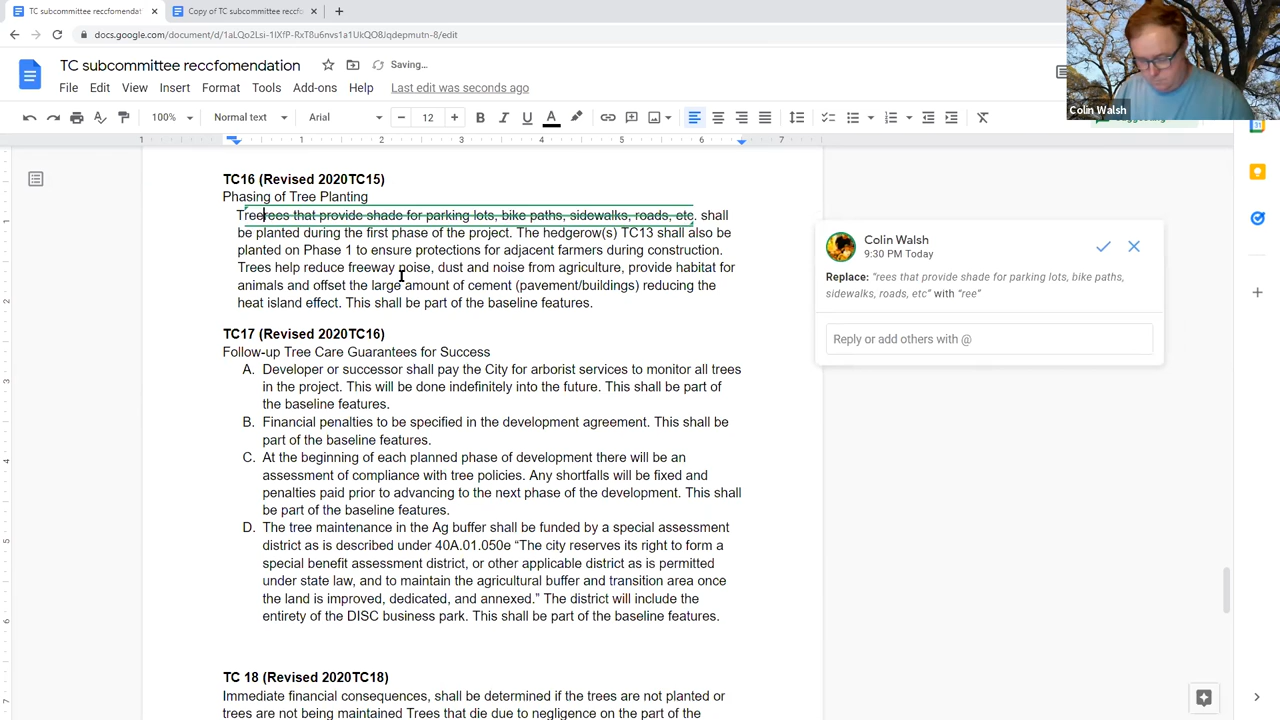 TC subcommittee reccfomendation
Copy of TC subcommittee reccfo
docs.google.com/document/d/1aLQo2Lsi-1IXfP-RxT8u6nvs1a1UkQO8Jqdepmutn-8/edit
TC subcommittee reccfomendation
Saving…
File Edit View Insert Format Tools Add-ons Help Last edit was seconds ago
100% Normal text Arial 12
Colin Walsh
1 1 2 3 4 5 6 7
TC16 (Revised 2020TC15)
Phasing of Tree Planting
Treerees that provide shade for parking lots, bike paths, sidewalks, roads, etc. shall
be planted during the first phase of the project. The hedgerow(s) TC13 shall also be
planted on Phase 1 to ensure protections for adjacent farmers during construction.
Trees help reduce freeway noise, dust and noise from agriculture, provide habitat for
animals and offset the large amount of cement (pavement/buildings) reducing the
heat island effect. This shall be part of the baseline features.
TC17 (Revised 2020TC16)
Follow-up Tree Care Guarantees for Success
A. Developer or successor shall pay the City for arborist services to monitor all trees
in the project. This will be done indefinitely into the future. This shall be part of
the baseline features.
B. Financial penalties to be specified in the development agreement. This shall be
part of the baseline features.
C. At the beginning of each planned phase of development there will be an
assessment of compliance with tree policies. Any shortfalls will be fixed and
penalties paid prior to advancing to the next phase of the development. This shall
be part of the baseline features.
D. The tree maintenance in the Ag buffer shall be funded by a special assessment
district as is described under 40A.01.050e “The city reserves its right to form a
special benefit assessment district, or other applicable district as is permitted
under state law, and to maintain the agricultural buffer and transition area once
the land is improved, dedicated, and annexed.” The district will include the
entirety of the DISC business park. This shall be part of the baseline features.
TC 18 (Revised 2020TC18)
Immediate financial consequences, shall be determined if the trees are not planted or
trees are not being maintained Trees that die due to negligence on the part of the
Colin Walsh
9:30 PM Today
Replace: “rees that provide shade for parking lots, bike paths,
sidewalks, roads, etc” with “ree”
Reply or add others with @